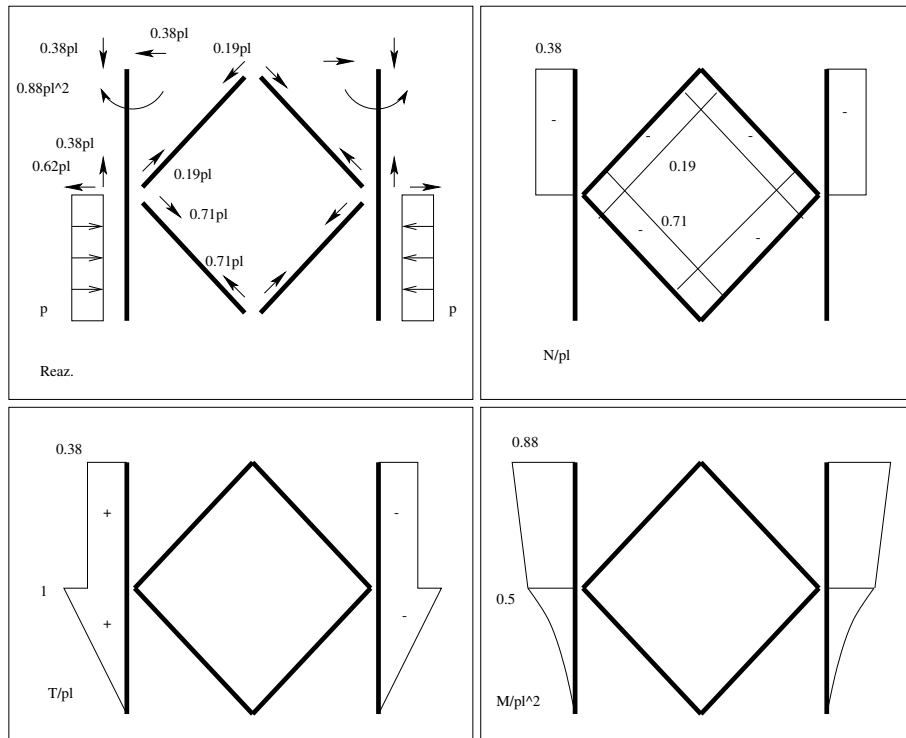 0.38pl
0.38pl
0.19pl
0.88pl^2
0.38pl
0.62pl
0.19pl
0.71pl
0.71pl
p
p
Reaz.
0.38
-
-
-
-
0.19
0.71
-
-
N/pl
0.38
+
-
1
+
-
T/pl
0.88
0.5
M/pl^2